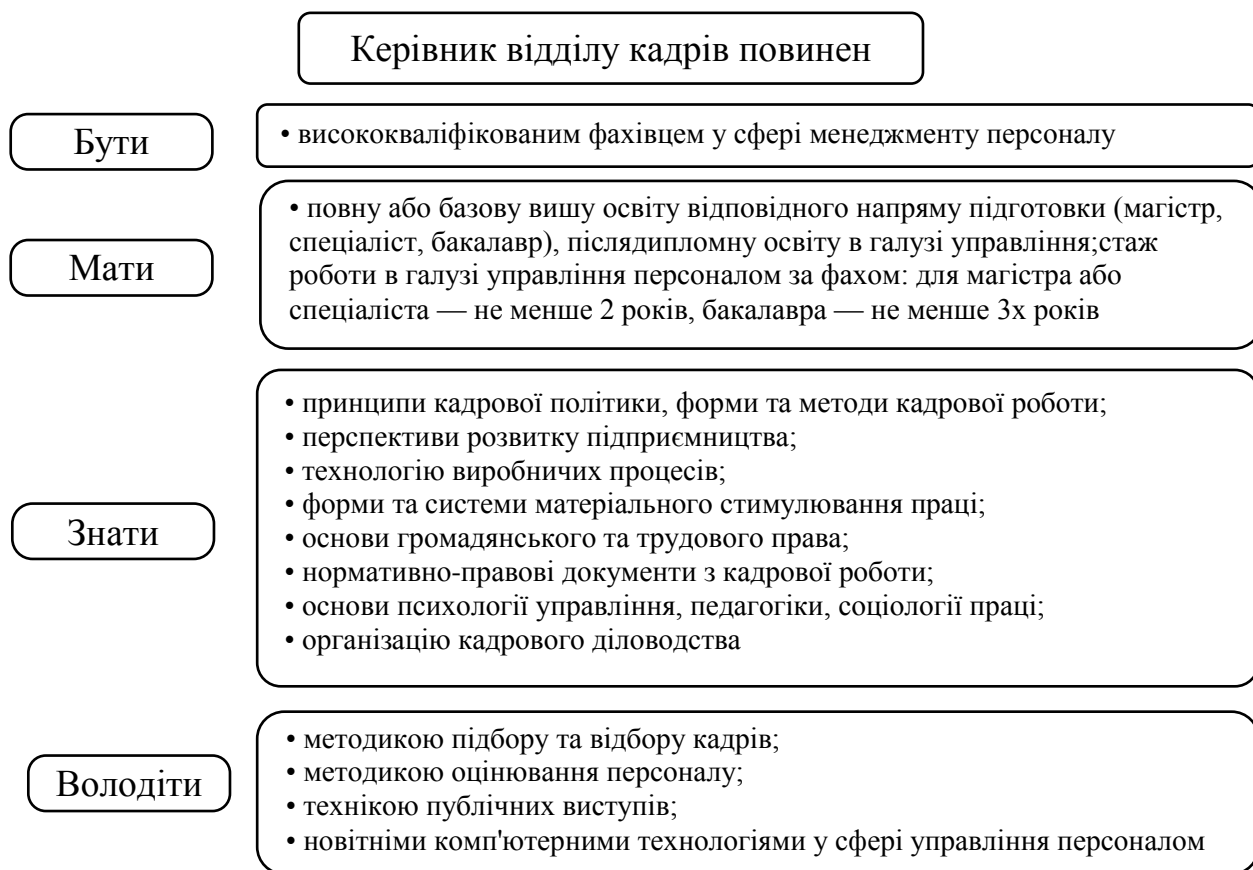 Керівник відділу кадрів повинен
Бути
• висококваліфікованим фахівцем у сфері менеджменту персоналу
Мати
• повну або базову вишу освіту відповідного напряму підготовки (магістр,
спеціаліст, бакалавр), післядипломну освіту в галузі управління;стаж
роботи в галузі управління персоналом за фахом: для магістра або
спеціаліста — не менше 2 років, бакалавра — не менше 3х років
Знати
• принципи кадрової політики, форми та методи кадрової роботи;
• перспективи розвитку підприємництва;
• технологію виробничих процесів;
• форми та системи матеріального стимулювання праці;
• основи громадянського та трудового права;
• нормативно-правові документи з кадрової роботи;
• основи психології управління, педагогіки, соціології праці;
• організацію кадрового діловодства
Володіти
• методикою підбору та відбору кадрів;
• методикою оцінювання персоналу;
• технікою публічних виступів;
• новітніми комп'ютерними технологіями у сфері управління персоналом